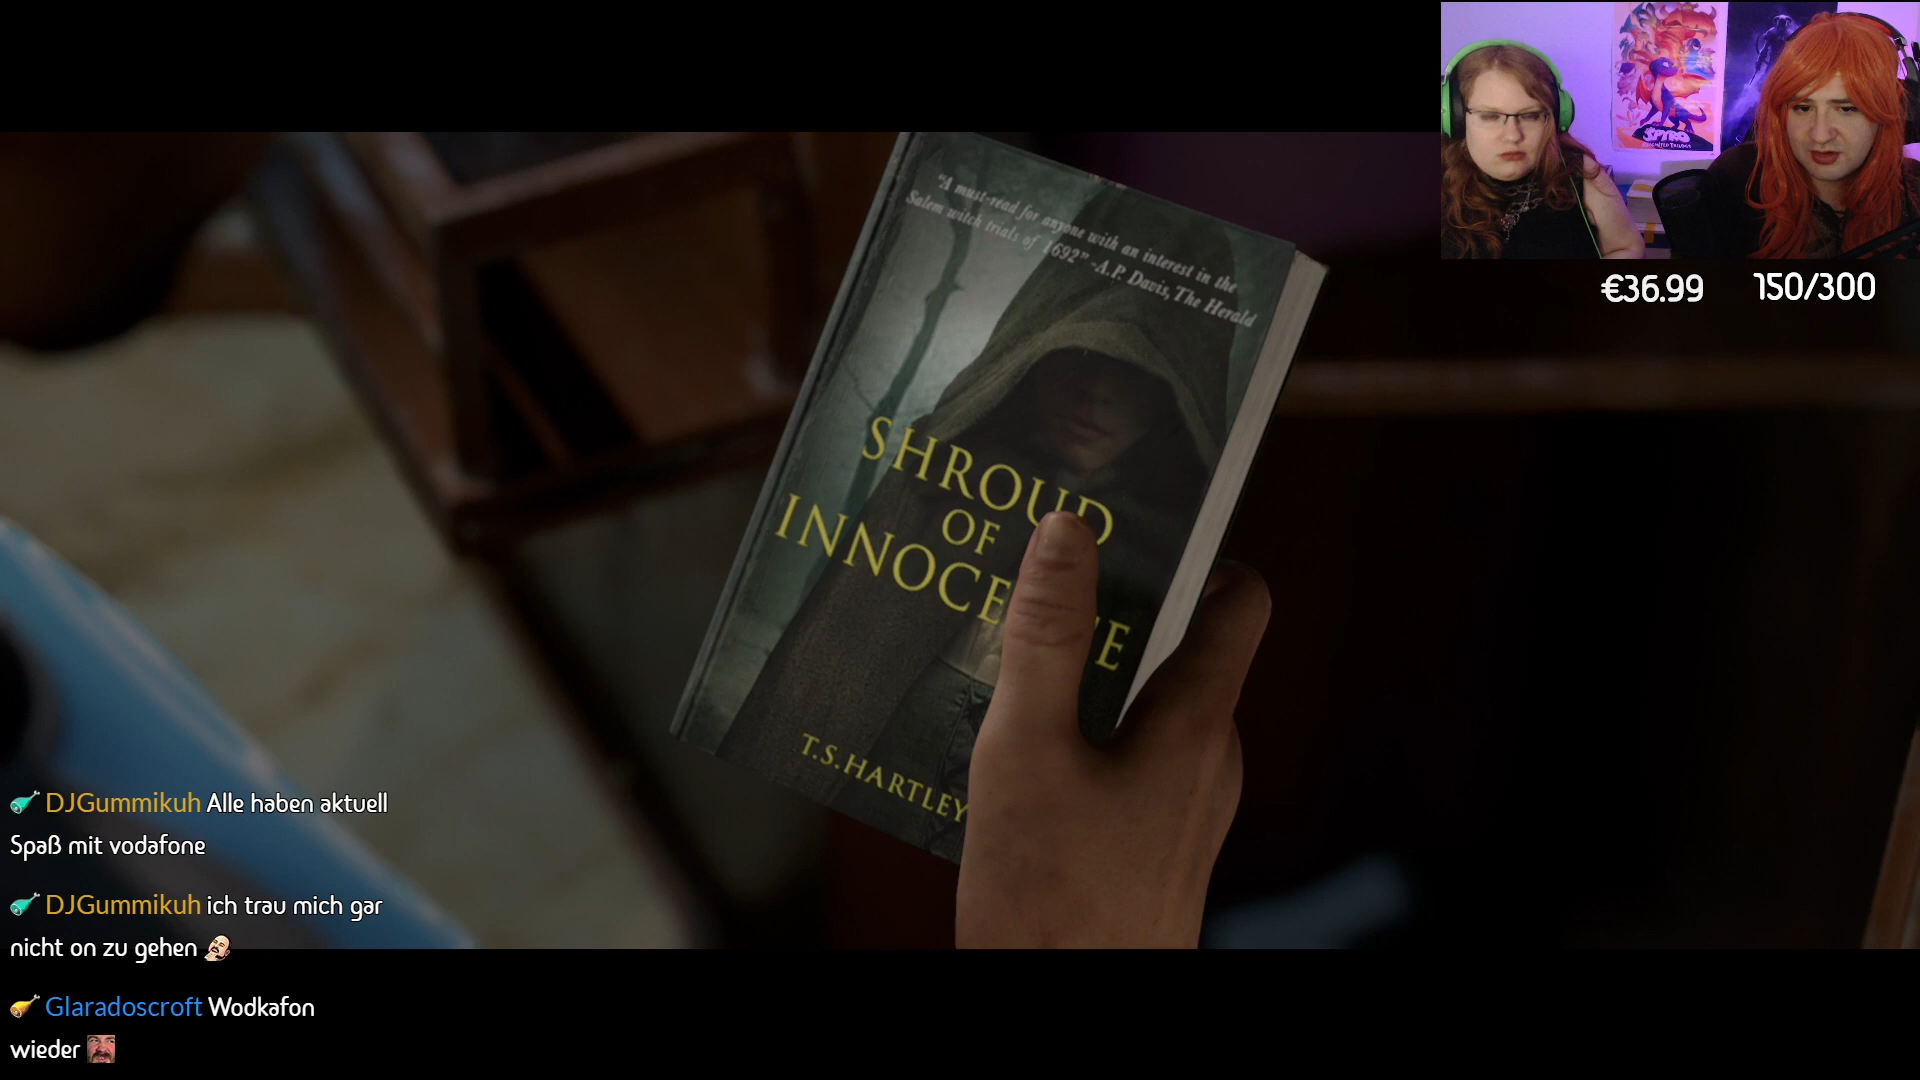 "A must-read for anyone with an interest in the
Salem witch trials of 1692" -A.P. Davis, The Herald
SHROUD
OF
INNOCE E
T.S.HARTLEY
SPYRO
€36.99 150/300
DJGummikuh Alle haben aktuell
Spaß mit vodafone
DJGummikuh ich trau mich gar
nicht on zu gehen
Glaradoscroft Wodkafon
wieder